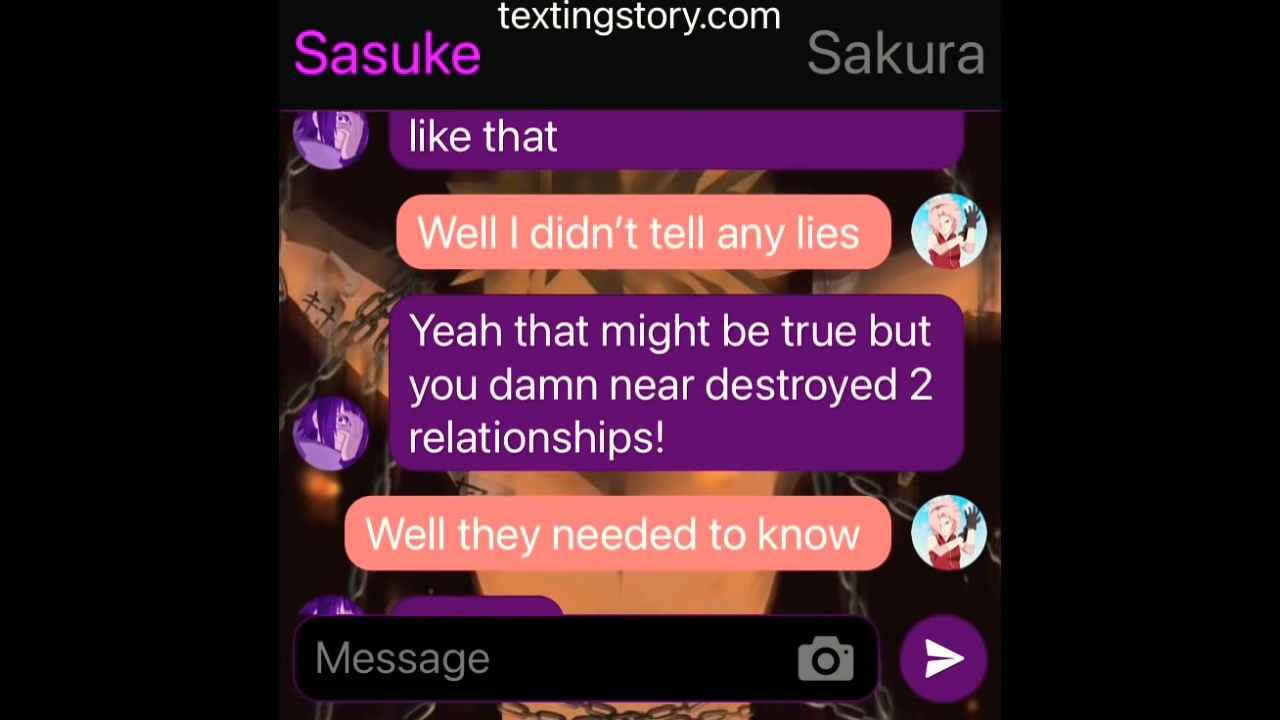 textingstory.com
Sasuke Sakura
like that
Well I didn’t tell any lies
Yeah that might be true but
you damn near destroyed 2
relationships!
Well they needed to know
Message